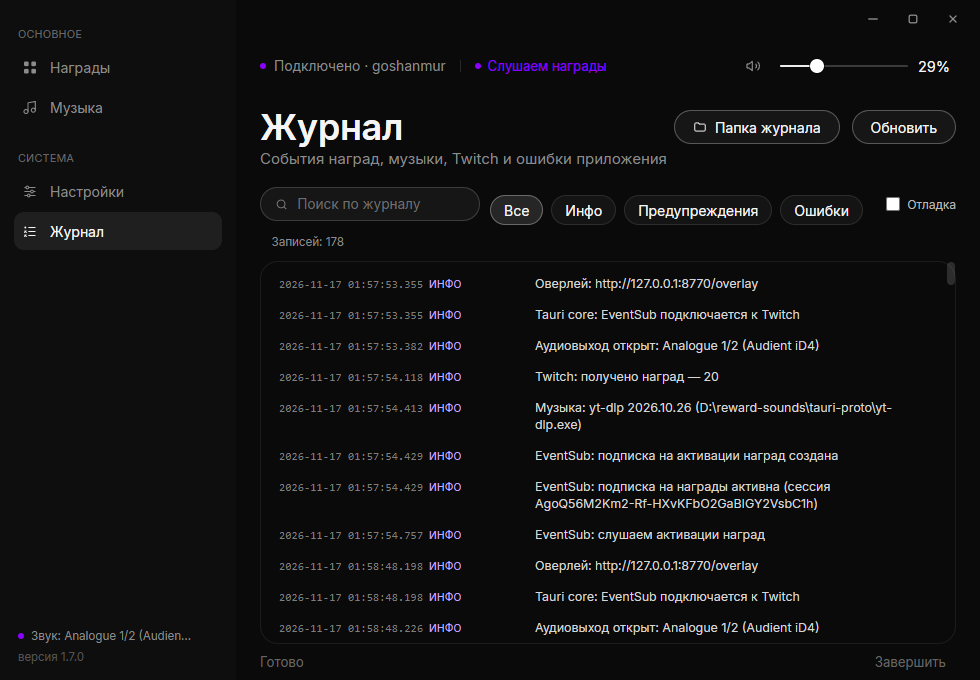 ОСНОВНОЕ
Награды
Музыка
СИСТЕМА
Настройки
Журнал
Звук: Analogue 1/2 (Audien...
версия 1.7.0
Подключено · goshanmur
Слушаем награды
29%
Журнал
События наград, музыки, Twitch и ошибки приложения
Папка журнала
Обновить
Поиск по журналу
Все
Инфо
Предупреждения
Ошибки
Отладка
Записей: 178
2026-11-17 01:57:53.355 ИНФО Оверлей: http://127.0.0.1:8770/overlay
2026-11-17 01:57:53.355 ИНФО Tauri core: EventSub подключается к Twitch
2026-11-17 01:57:53.382 ИНФО Аудиовыход открыт: Analogue 1/2 (Audient iD4)
2026-11-17 01:57:54.118 ИНФО Twitch: получено наград — 20
2026-11-17 01:57:54.413 ИНФО Музыка: yt-dlp 2026.10.26 (D:\reward-sounds\tauri-proto\yt-
dlp.exe)
2026-11-17 01:57:54.429 ИНФО EventSub: подписка на активации наград создана
2026-11-17 01:57:54.429 ИНФО EventSub: подписка на награды активна (сессия
AgoQ56M2Km2-Rf-HXvKFbO2GaBIGY2VsbC1h)
2026-11-17 01:57:54.757 ИНФО EventSub: слушаем активации наград
2026-11-17 01:58:48.198 ИНФО Оверлей: http://127.0.0.1:8770/overlay
2026-11-17 01:58:48.198 ИНФО Tauri core: EventSub подключается к Twitch
2026-11-17 01:58:48.226 ИНФО Аудиовыход открыт: Analogue 1/2 (Audient iD4)
Готово
Завершить